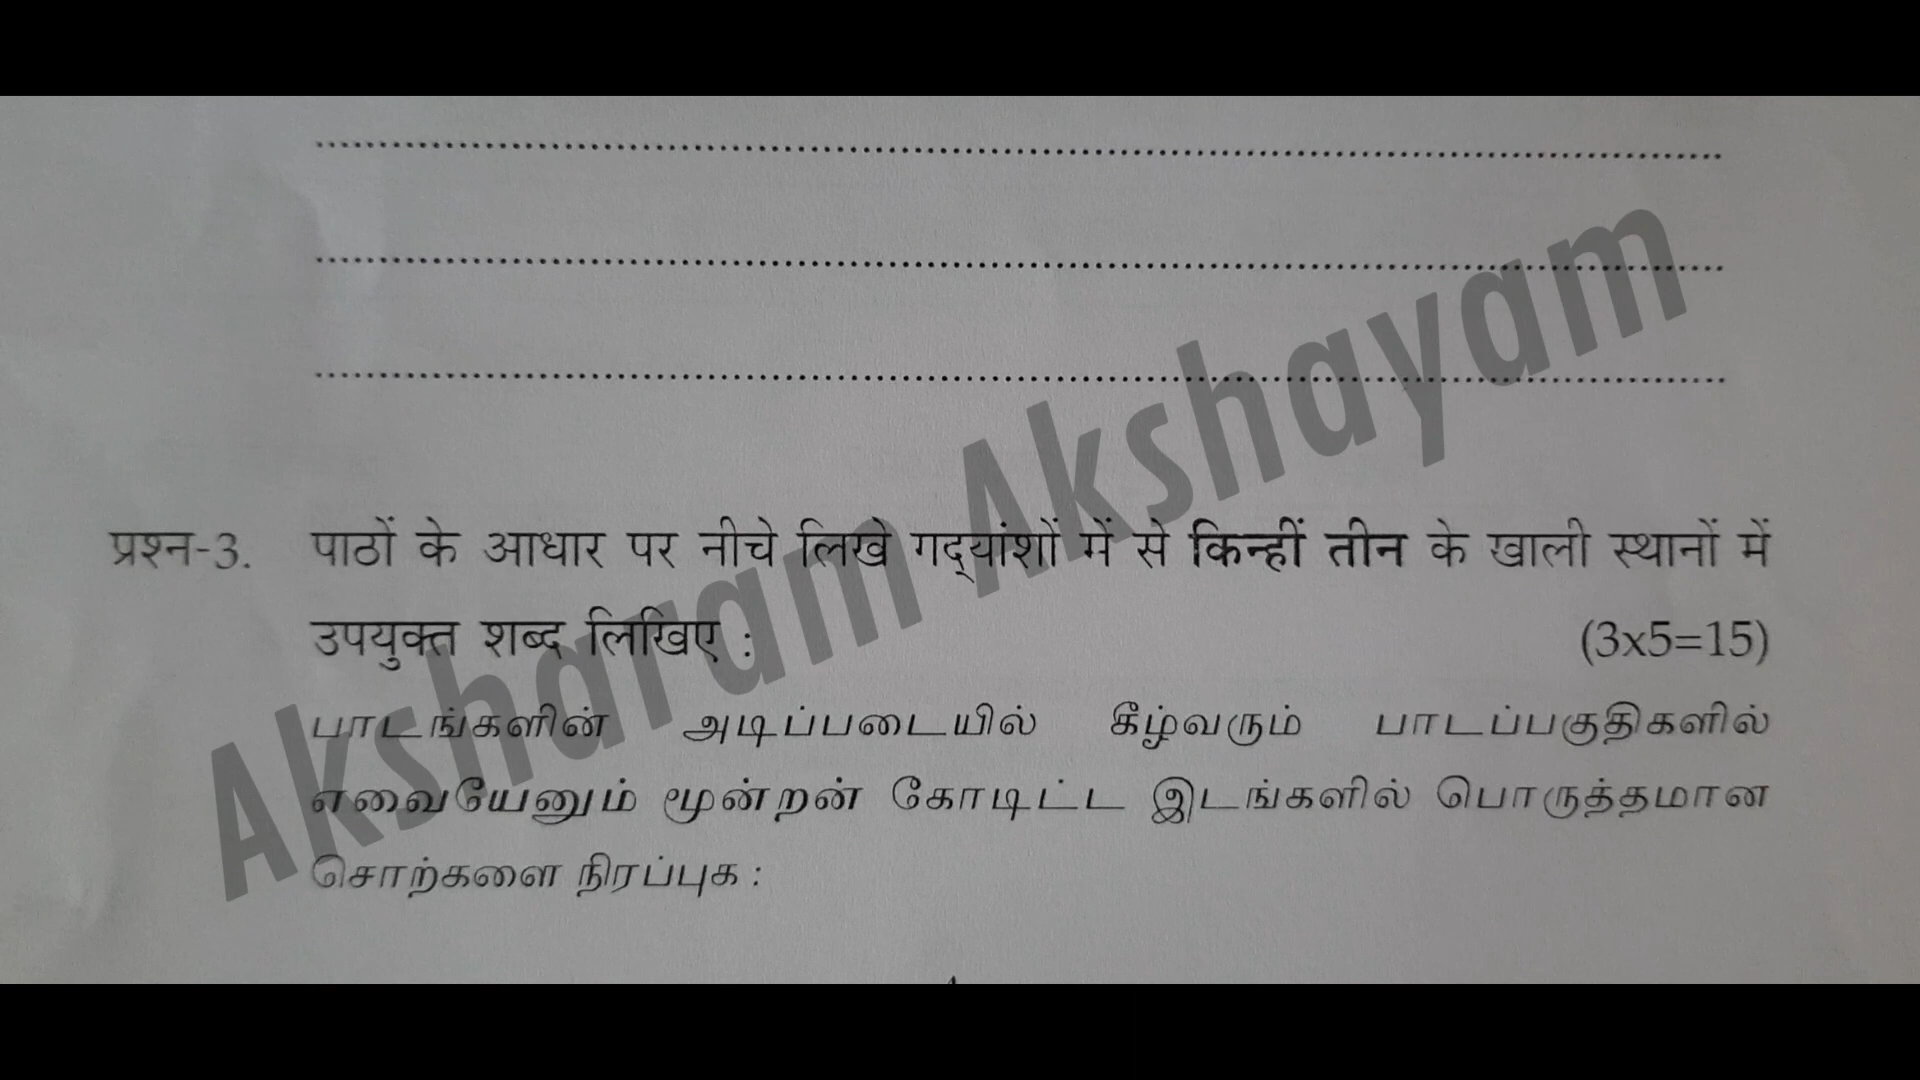 प्रश्न-3. पाठों के आधार पर नीचे लिखे गद्‌यांशों में से किन्हीं तीन के खाली स्थानों में
उपयुक्त शब्द लिखिए : (3x5=15)
பாடங்களின் அடிப்படையில் கீழ்வரும் பாடப்பகுதிகளில்
எவையேனும் மூன்றன் கோடிட்ட இடங்களில் பொருத்தமான
சொற்களை நிரப்புக :
Aksharam Akshayam